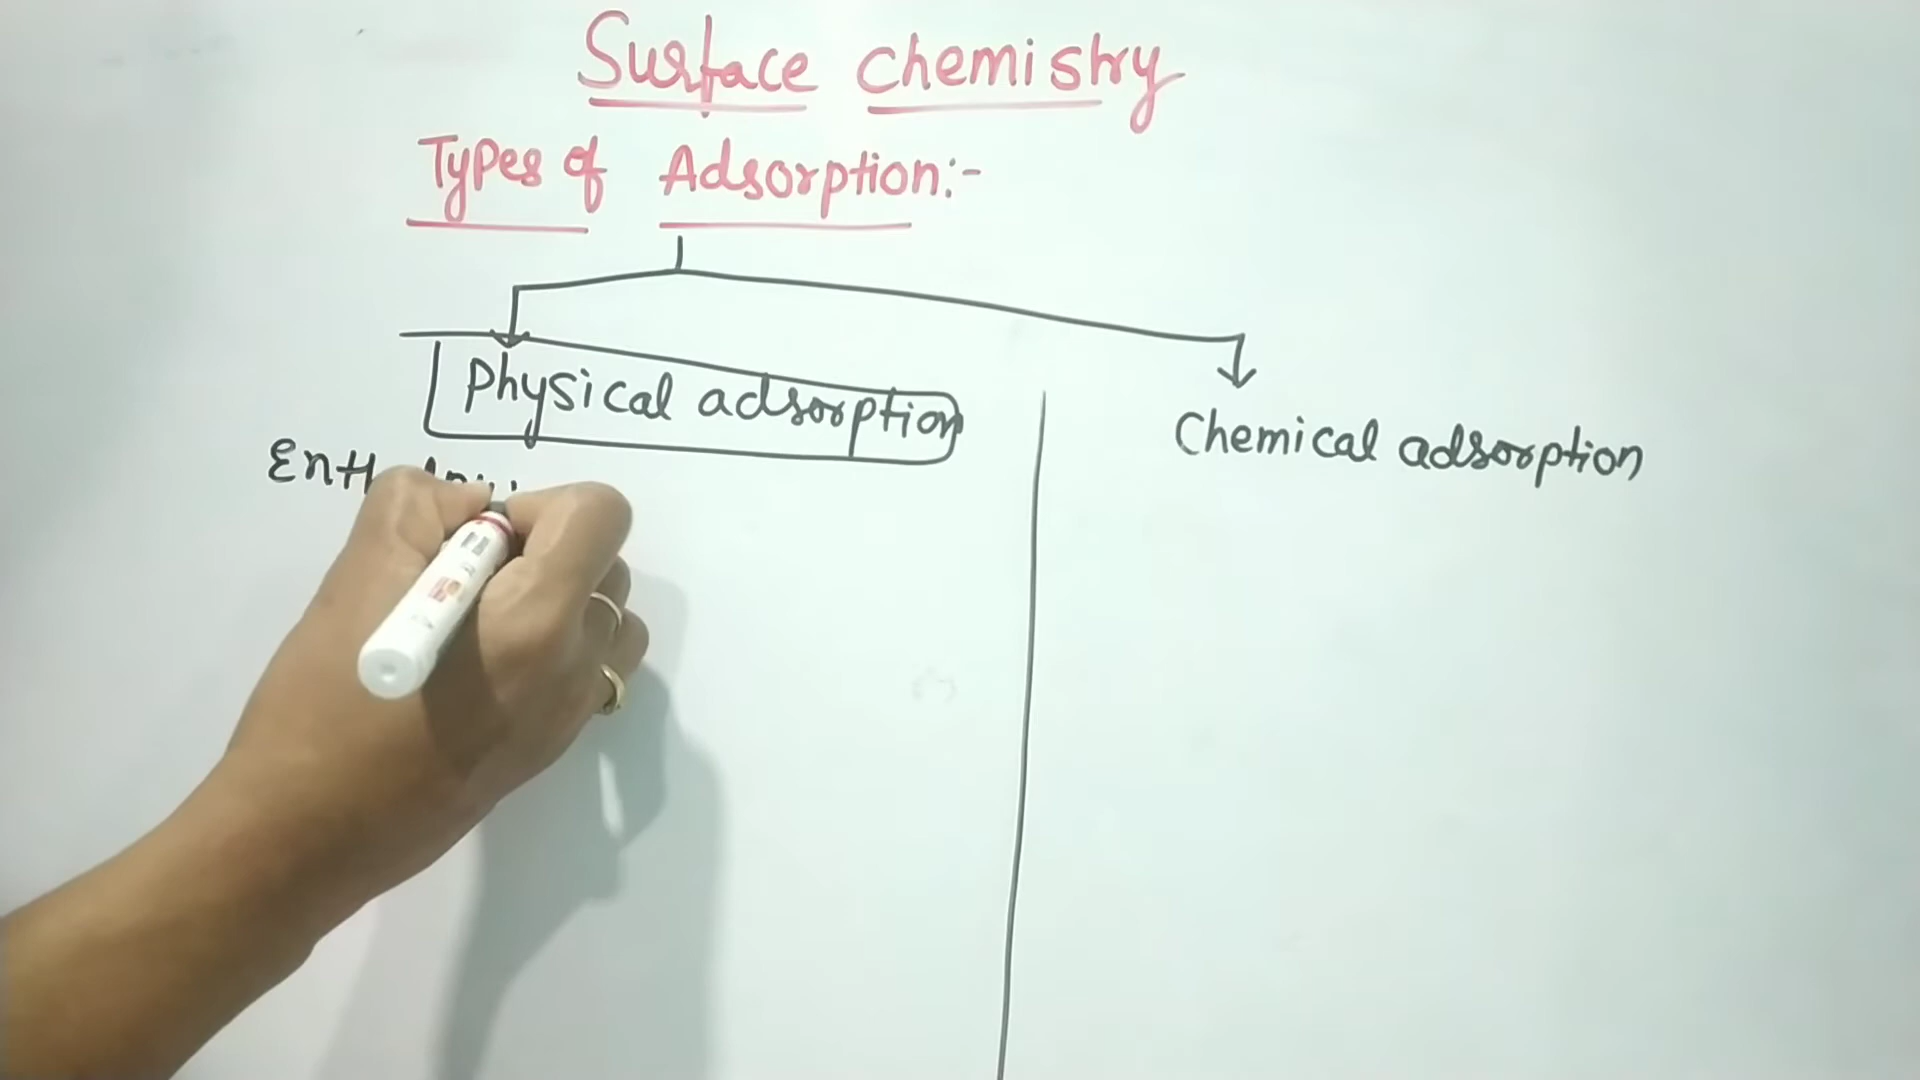 Surface chemistry
Types of Adsorption:-
Physical adsorption
Chemical adsorption